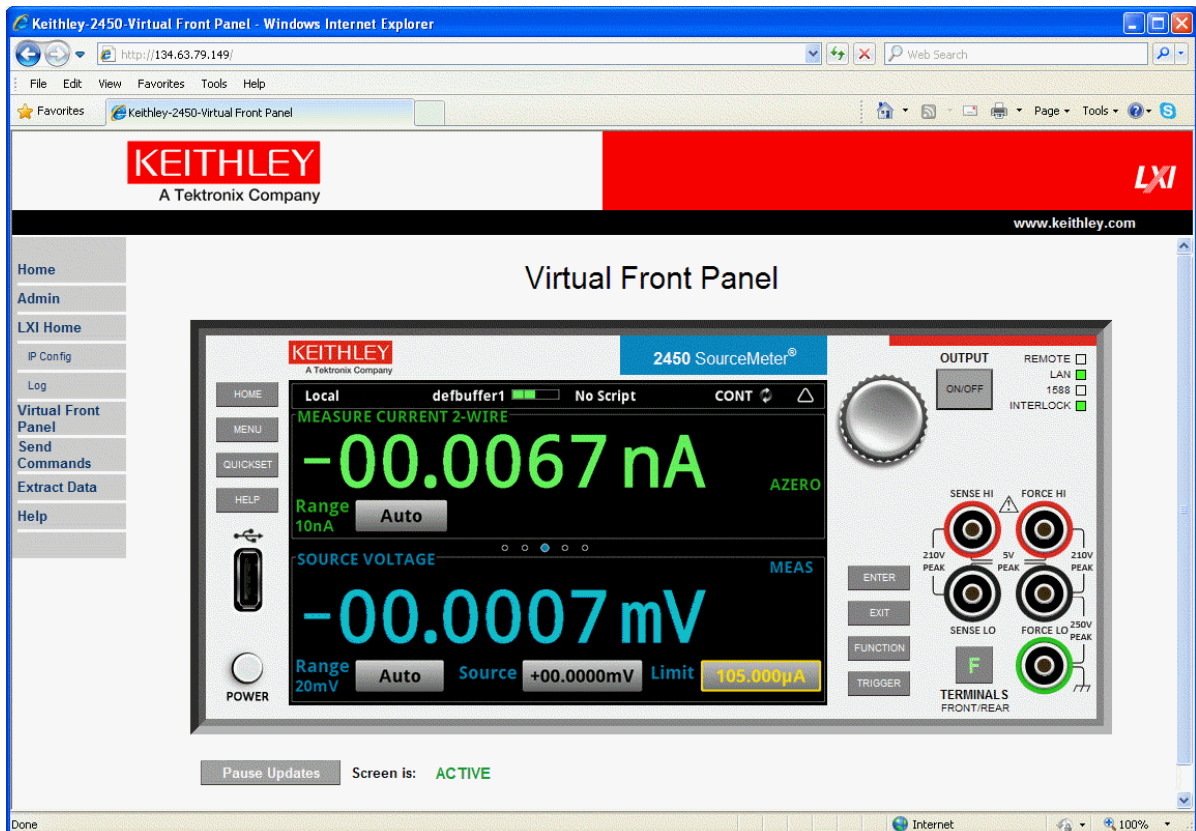 Keithley-2450-Virtual Front Panel - Windows Internet Explorer
http://134.63.79.149/
Web Search
File Edit View Favorites Tools Help
Favorites Keithley-2450-Virtual Front Panel Page Tools
KEITHLEY
A Tektronix Company
LXI
www.keithley.com
Home
Admin
LXI Home
IP Config
Log
Virtual Front
Panel
Send
Commands
Extract Data
Help
Virtual Front Panel
KEITHLEY
A Tektronix Company
2450 SourceMeter®
HOME
MENU
QUICKSET
HELP
POWER
Local defbuffer1 No Script CONT
MEASURE CURRENT 2-WIRE
-00.0067 nA
AZERO
Range
10nA
Auto
SOURCE VOLTAGE
MEAS
-00.0007 mV
Range
20mV
Auto
Source +00.0000mV
Limit 105.000µA
OUTPUT
ON/OFF
REMOTE
LAN
1588
INTERLOCK
SENSE HI FORCE HI
210V
PEAK
5V
PEAK
210V
PEAK
SENSE LO FORCE LO
250V
PEAK
ENTER
EXIT
FUNCTION
TRIGGER
F
TERMINALS
FRONT/REAR
Pause Updates Screen is: ACTIVE
Done Internet 100%